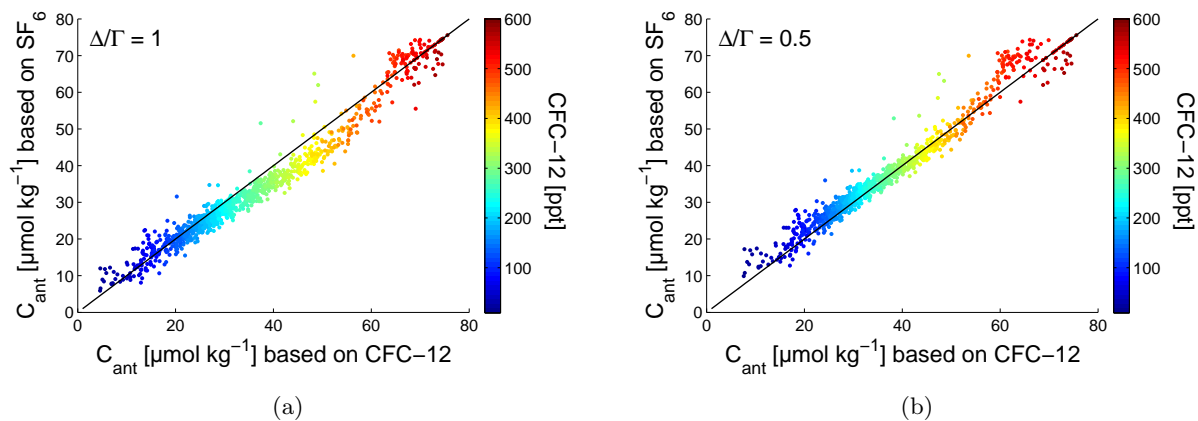 Δ/Γ = 1
C_ant [µmol kg⁻¹] based on SF₆
80
70
60
50
40
30
20
10
0
0 20 40 60 80
C_ant [µmol kg⁻¹] based on CFC−12
600
500
400
300
200
100
CFC−12 [ppt]
(a)
Δ/Γ = 0.5
C_ant [µmol kg⁻¹] based on SF₆
80
70
60
50
40
30
20
10
0
0 20 40 60 80
C_ant [µmol kg⁻¹] based on CFC−12
600
500
400
300
200
100
CFC−12 [ppt]
(b)